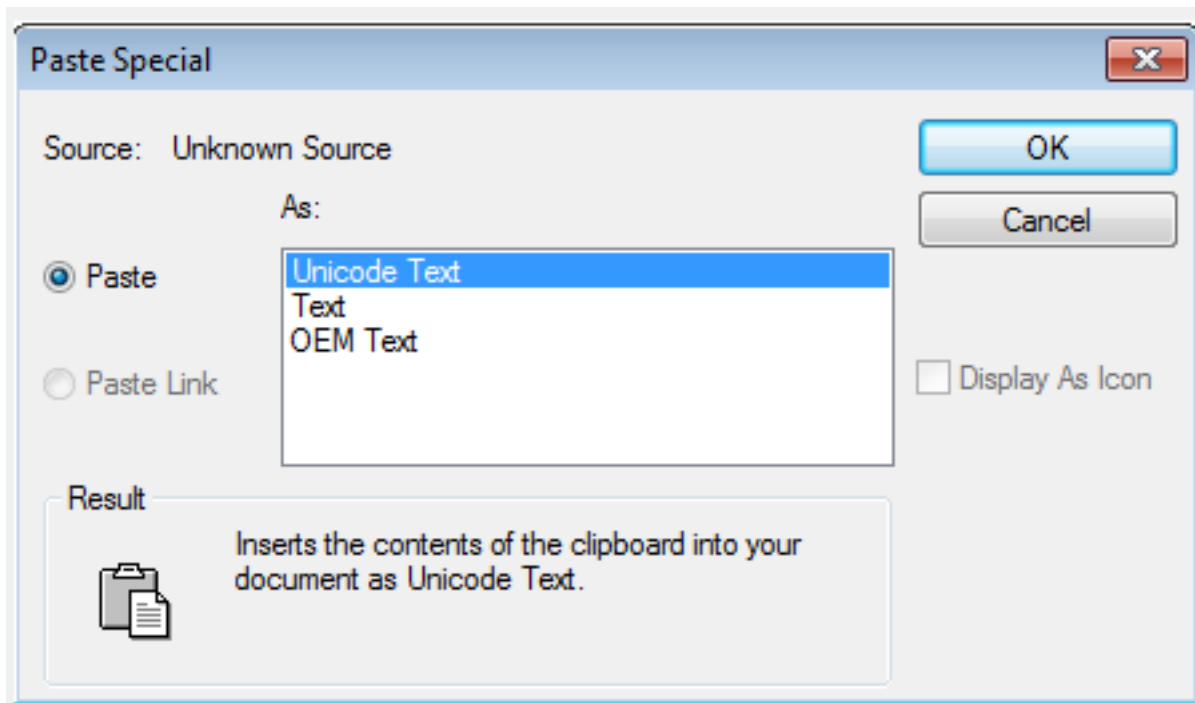 Paste Special
Source: Unknown Source
OK
As:
Cancel
Paste
Unicode Text
Text
OEM Text
Paste Link
Display As Icon
Result
Inserts the contents of the clipboard into your
document as Unicode Text.